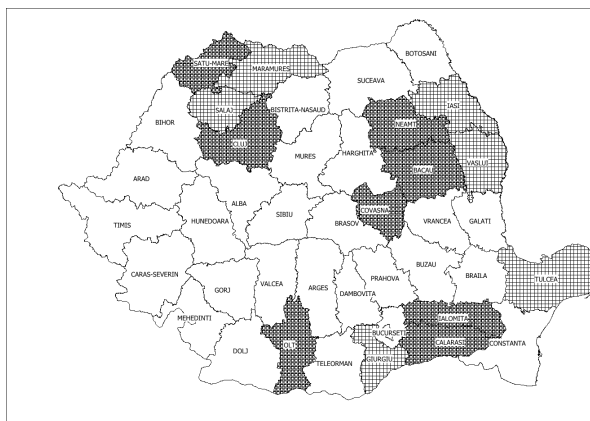 BOTOSANI
SATU-MARE
MARAMURES
SUCEAVA
IASI
SALAJ
BISTRITA-NASAUD
BIHOR
NEAMT
CLUJ
MURES
HARGHITA
VASLUI
BACAU
ARAD
ALBA
COVASNA
SIBIU
TIMIS
HUNEDOARA
BRASOV
VRANCEA
GALATI
CARAS-SEVERIN
BUZAU
BRAILA
TULCEA
PRAHOVA
GORJ
VALCEA
ARGES
DAMBOVITA
MEHEDINTI
IALOMITA
BUCURSETI
OLT
CALARASI
CONSTANTA
DOLJ
GIURGIU
TELEORMAN